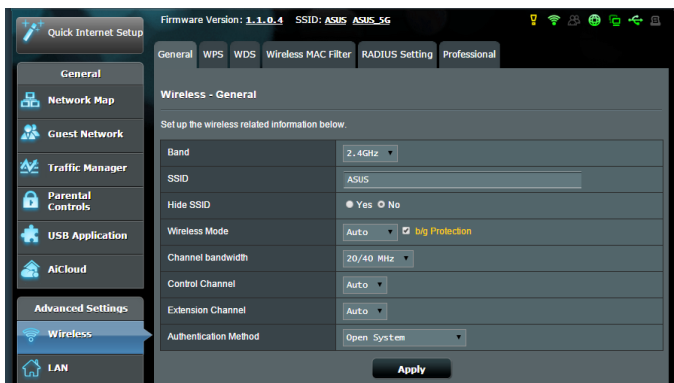 Quick Internet Setup
Firmware Version: 1.1.0.4 SSID: ASUS ASUS_5G
General WPS WDS Wireless MAC Filter RADIUS Setting Professional
General
Network Map
Guest Network
Traffic Manager
Parental
Controls
USB Application
AiCloud
Advanced Settings
Wireless
LAN
Wireless - General
Set up the wireless related information below.
Band 2.4GHz
SSID ASUS
Hide SSID Yes No
Wireless Mode Auto b/g Protection
Channel bandwidth 20/40 MHz
Control Channel Auto
Extension Channel Auto
Authentication Method Open System
Apply